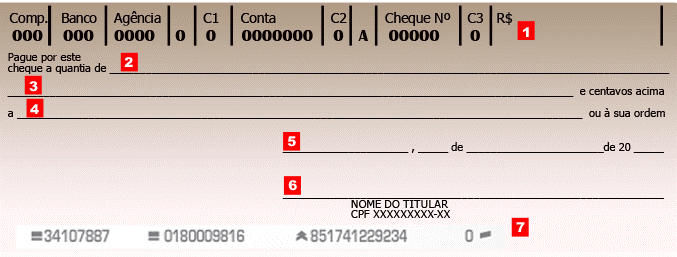 Comp. Banco Agência C1 Conta C2 Cheque Nº C3 R$
000 000 0000 0 0 0000000 0 A 00000 0 1
Pague por este
cheque a quantia de 2
3 e centavos acima
a 4 ou à sua ordem
5 , de de 20
6
NOME DO TITULAR
CPF XXXXXXXXX-XX
34107887 0180009816 851741229234 0 7